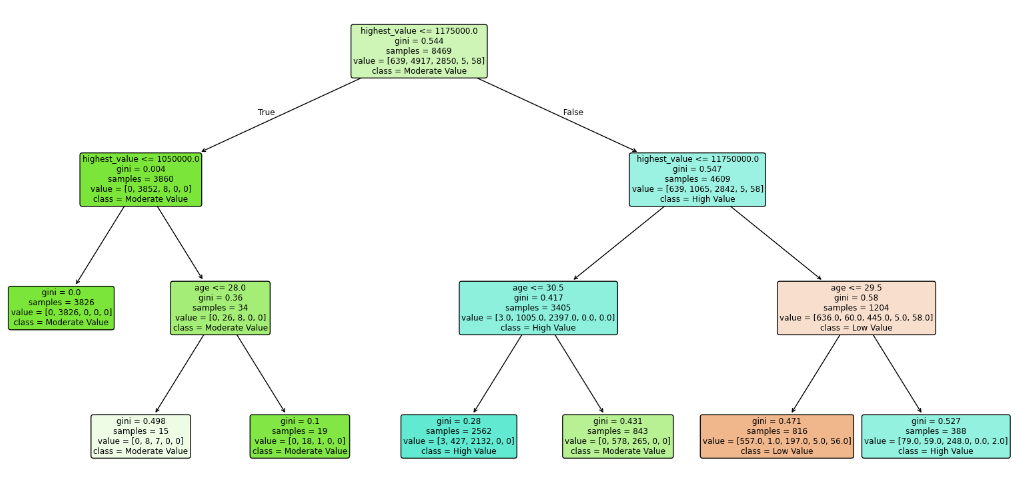 highest_value <= 1175000.0
gini = 0.544
samples = 8469
value = [639, 4917, 2850, 5, 58]
class = Moderate Value
True
False
highest_value <= 1050000.0
gini = 0.004
samples = 3860
value = [0, 3852, 8, 0, 0]
class = Moderate Value
highest_value <= 11750000.0
gini = 0.547
samples = 4609
value = [639, 1065, 2842, 5, 58]
class = High Value
gini = 0.0
samples = 3826
value = [0, 3826, 0, 0, 0]
class = Moderate Value
age <= 28.0
gini = 0.36
samples = 34
value = [0, 26, 8, 0, 0]
class = Moderate Value
age <= 30.5
gini = 0.417
samples = 3405
value = [3.0, 1005.0, 2397.0, 0.0, 0.0]
class = High Value
age <= 29.5
gini = 0.58
samples = 1204
value = [636.0, 60.0, 445.0, 5.0, 58.0]
class = Low Value
gini = 0.498
samples = 15
value = [0, 8, 7, 0, 0]
class = Moderate Value
gini = 0.1
samples = 19
value = [0, 18, 1, 0, 0]
class = Moderate Value
gini = 0.28
samples = 2562
value = [3, 427, 2132, 0, 0]
class = High Value
gini = 0.431
samples = 843
value = [0, 578, 265, 0, 0]
class = Moderate Value
gini = 0.471
samples = 816
value = [557.0, 1.0, 197.0, 5.0, 56.0]
class = Low Value
gini = 0.527
samples = 388
value = [79.0, 59.0, 248.0, 0.0, 2.0]
class = High Value